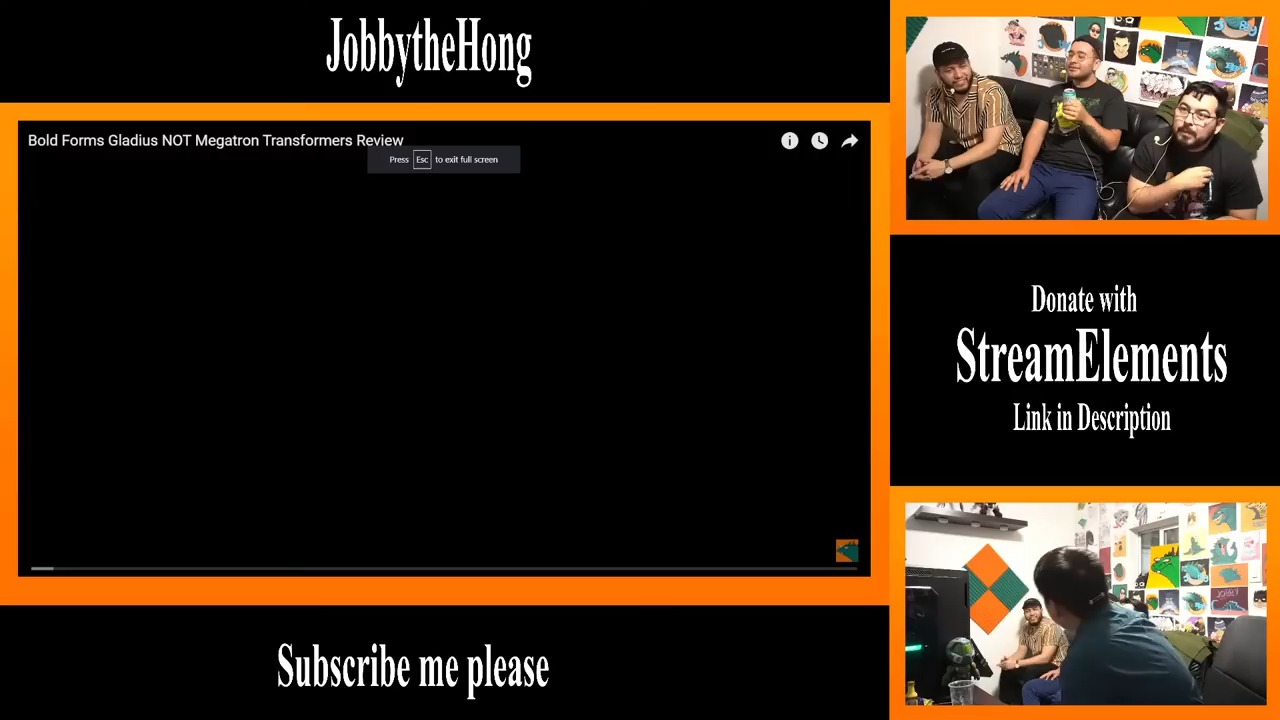 JobbytheHong
Bold Forms Gladius NOT Megatron Transformers Review
Press Esc to exit full screen
Donate with
StreamElements
Link in Description
Subscribe me please